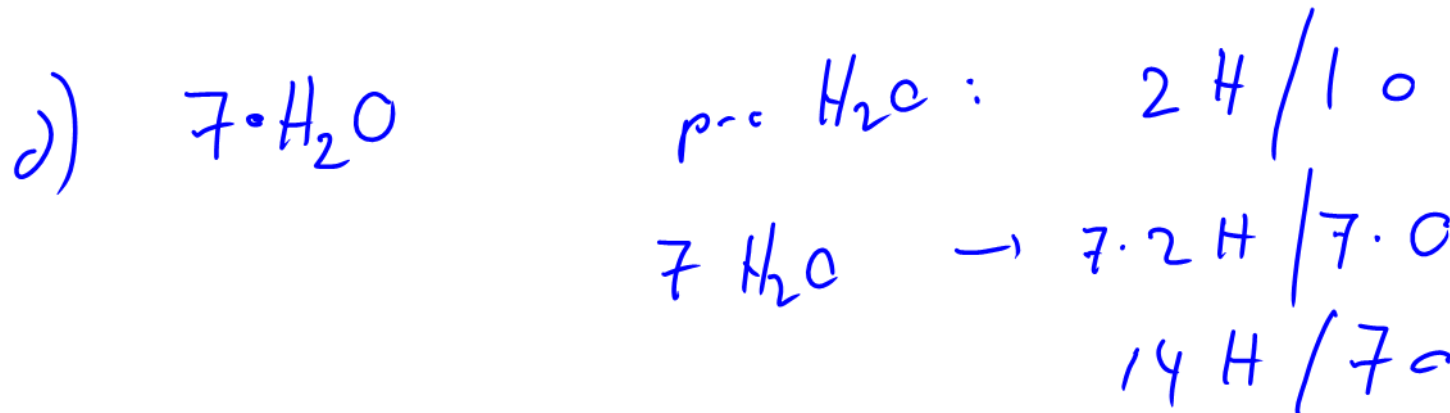 d) 7·H₂O pro H₂O : 2 H / 1 O
7 H₂O → 7·2 H / 7·O
14 H / 7 O